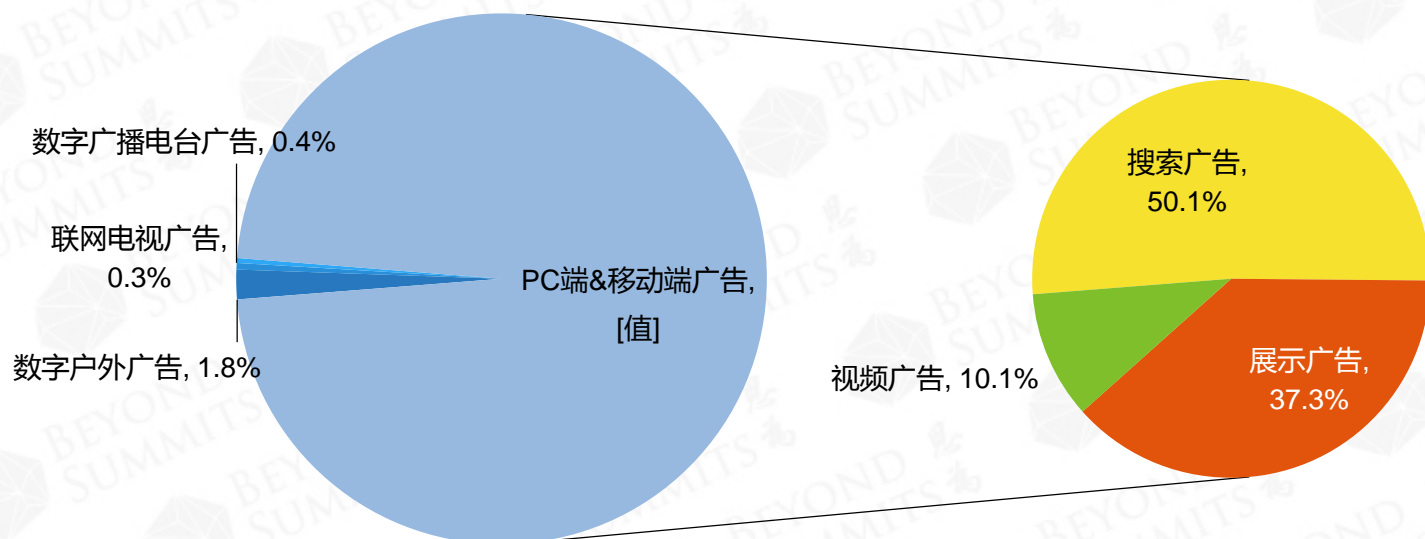 数字广播电台广告, 0.4%
联网电视广告,
0.3%
数字户外广告, 1.8%
PC端&移动端广告,
[值]
搜索广告,
50.1%
视频广告, 10.1%
展示广告,
37.3%
BEYOND
SUMMITS